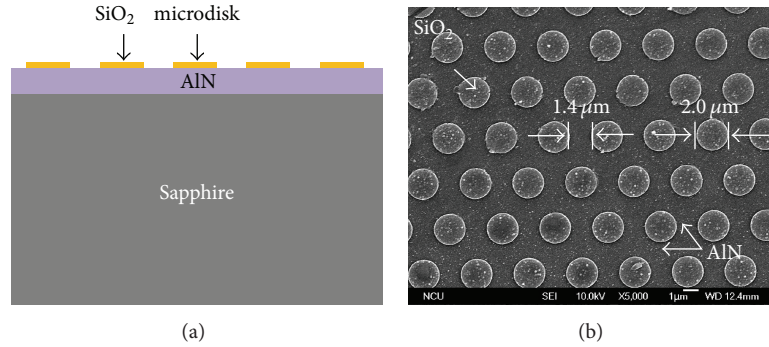 SiO₂ microdisk
AlN
Sapphire
(a)
SiO₂
1.4 μm
2.0 μm
AlN
NCU SEI 10.0kV X5,000 1μm WD 12.4mm
(b)